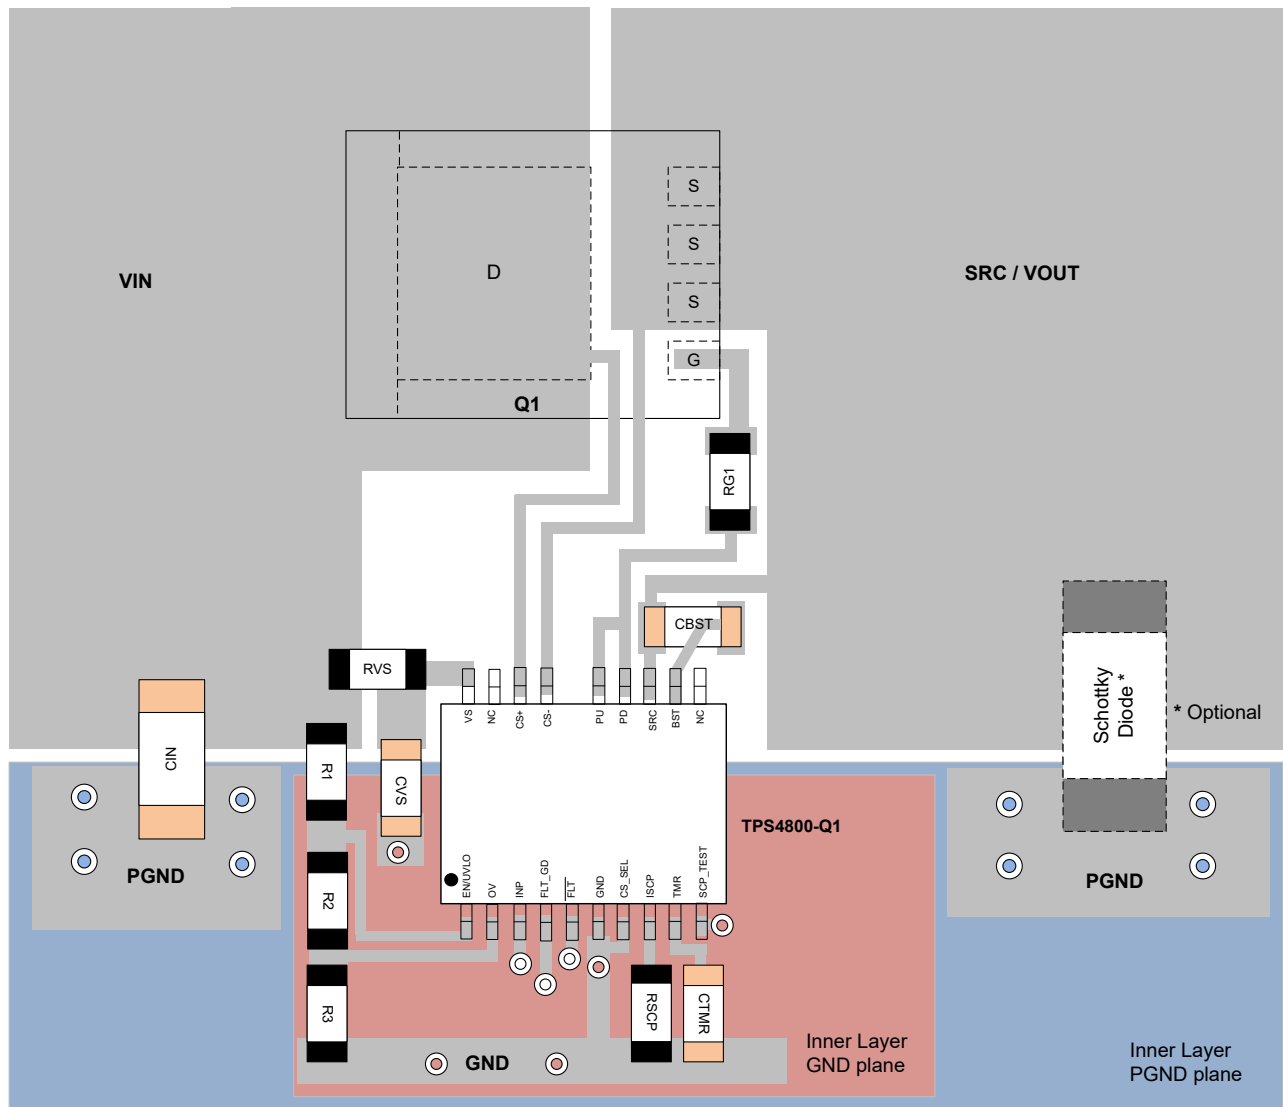 S
S
D
VIN
SRC / VOUT
S
G
Q1
RG1
CBST
RVS
Schottky
Diode *
* Optional
VS
NC
CS+
CS-
PU
PD
SRC
BST
NC
CIN
R1
CVS
TPS4800-Q1
PGND
PGND
EN/UVLO
OV
INP
FLT_GD
FLT
GND
CS_SEL
ISCP
TMR
SCP_TEST
R2
R3
RSCP
CTMR
GND
Inner Layer
GND plane
Inner Layer
PGND plane